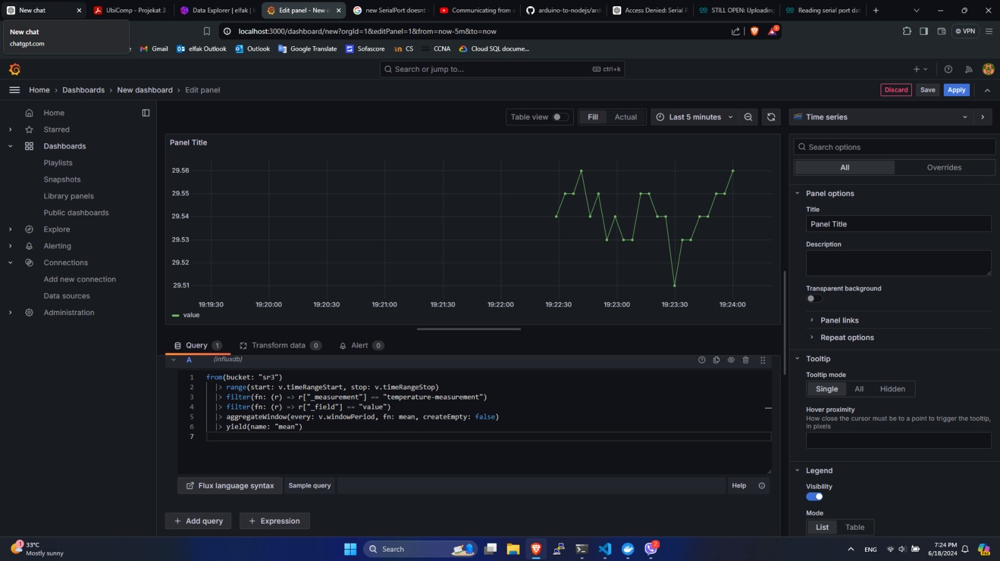 New chat
UbiComp - Projekat 3
Data Explorer | elfak | I
Edit panel - New d
new SerialPort doesnt
Communicating from a
arduino-to-nodejs/ard
Access Denied: Serial P
STILL OPEN: Uploading
Reading serial port dat
New chat
chatgpt.com
localhost:3000/dashboard/new?orgId=1&editPanel=1&from=now-5m&to=now
1
VPN
Gmail
elfak Outlook
Outlook
Google Translate
Sofascore
CS
CCNA
Cloud SQL docume...
Search or jump to...
ctrl+k
Home › Dashboards › New dashboard › Edit panel
Discard
Save
Apply
Home
Starred
Dashboards
Playlists
Snapshots
Library panels
Public dashboards
Explore
Alerting
Connections
Add new connection
Data sources
Administration
Table view
Fill
Actual
Last 5 minutes
Panel Title
29.56
29.55
29.54
29.53
29.52
29.51
19:19:30
19:20:00
19:20:30
19:21:00
19:21:30
19:22:00
19:22:30
19:23:00
19:23:30
19:24:00
value
Query 1
Transform data 0
Alert 0
A (influxdb)
1 from(bucket: "sr3")
2 |> range(start: v.timeRangeStart, stop: v.timeRangeStop)
3 |> filter(fn: (r) => r["_measurement"] == "temperature-measurement")
4 |> filter(fn: (r) => r["_field"] == "value")
5 |> aggregateWindow(every: v.windowPeriod, fn: mean, createEmpty: false)
6 |> yield(name: "mean")
7
Flux language syntax
Sample query
Help
+ Add query
+ Expression
Time series
Search options
All
Overrides
Panel options
Title
Panel Title
Description
Transparent background
Panel links
Repeat options
Tooltip
Tooltip mode
Single
All
Hidden
Hover proximity
How close the cursor must be to a point to trigger the tooltip,
in pixels
Legend
Visibility
Mode
List
Table
1
33°C
Mostly sunny
Search
2
ENG
7:24 PM
6/18/2024
PRE